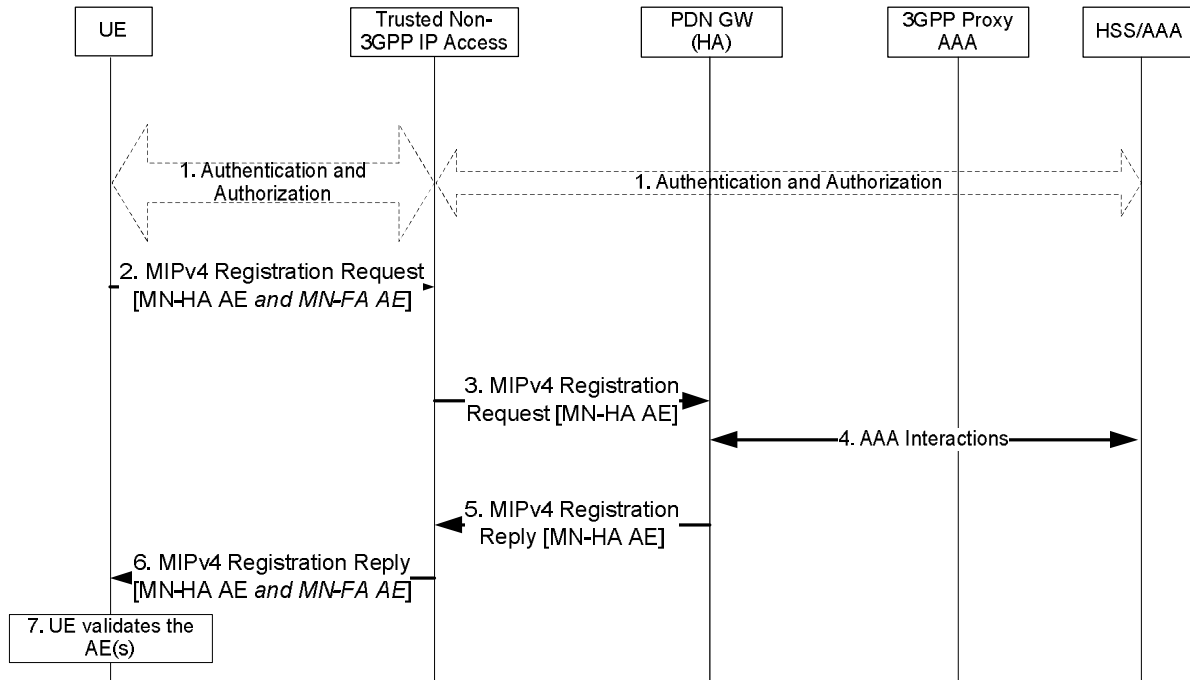 UE
Trusted Non-
3GPP IP Access
PDN GW
(HA)
3GPP Proxy
AAA
HSS/AAA
1. Authentication and
Authorization
1. Authentication and Authorization
2. MIPv4 Registration Request
[MN-HA AE and MN-FA AE]
3. MIPv4 Registration
Request [MN-HA AE]
4. AAA Interactions
5. MIPv4 Registration
Reply [MN-HA AE]
6. MIPv4 Registration Reply
[MN-HA AE and MN-FA AE]
7. UE validates the
AE(s)